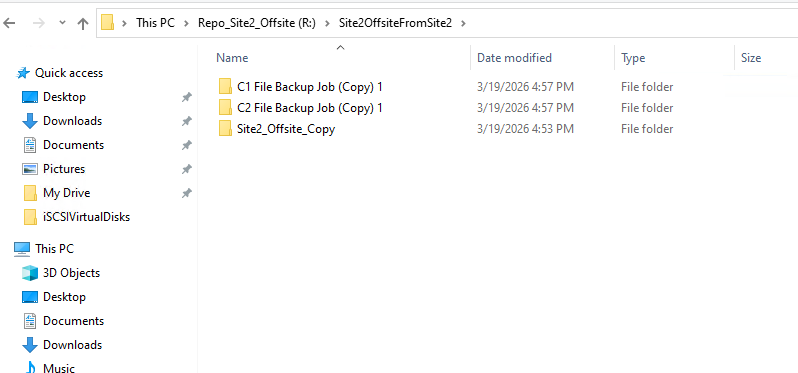 This PC > Repo_Site2_Offsite (R:) > Site2OffsiteFromSite2 >
Name Date modified Type Size
Quick access
Desktop
Downloads
Documents
Pictures
My Drive
iSCSIVirtualDisks
This PC
3D Objects
Desktop
Documents
Downloads
Music
C1 File Backup Job (Copy) 1 3/19/2026 4:57 PM File folder
C2 File Backup Job (Copy) 1 3/19/2026 4:57 PM File folder
Site2_Offsite_Copy 3/19/2026 4:53 PM File folder